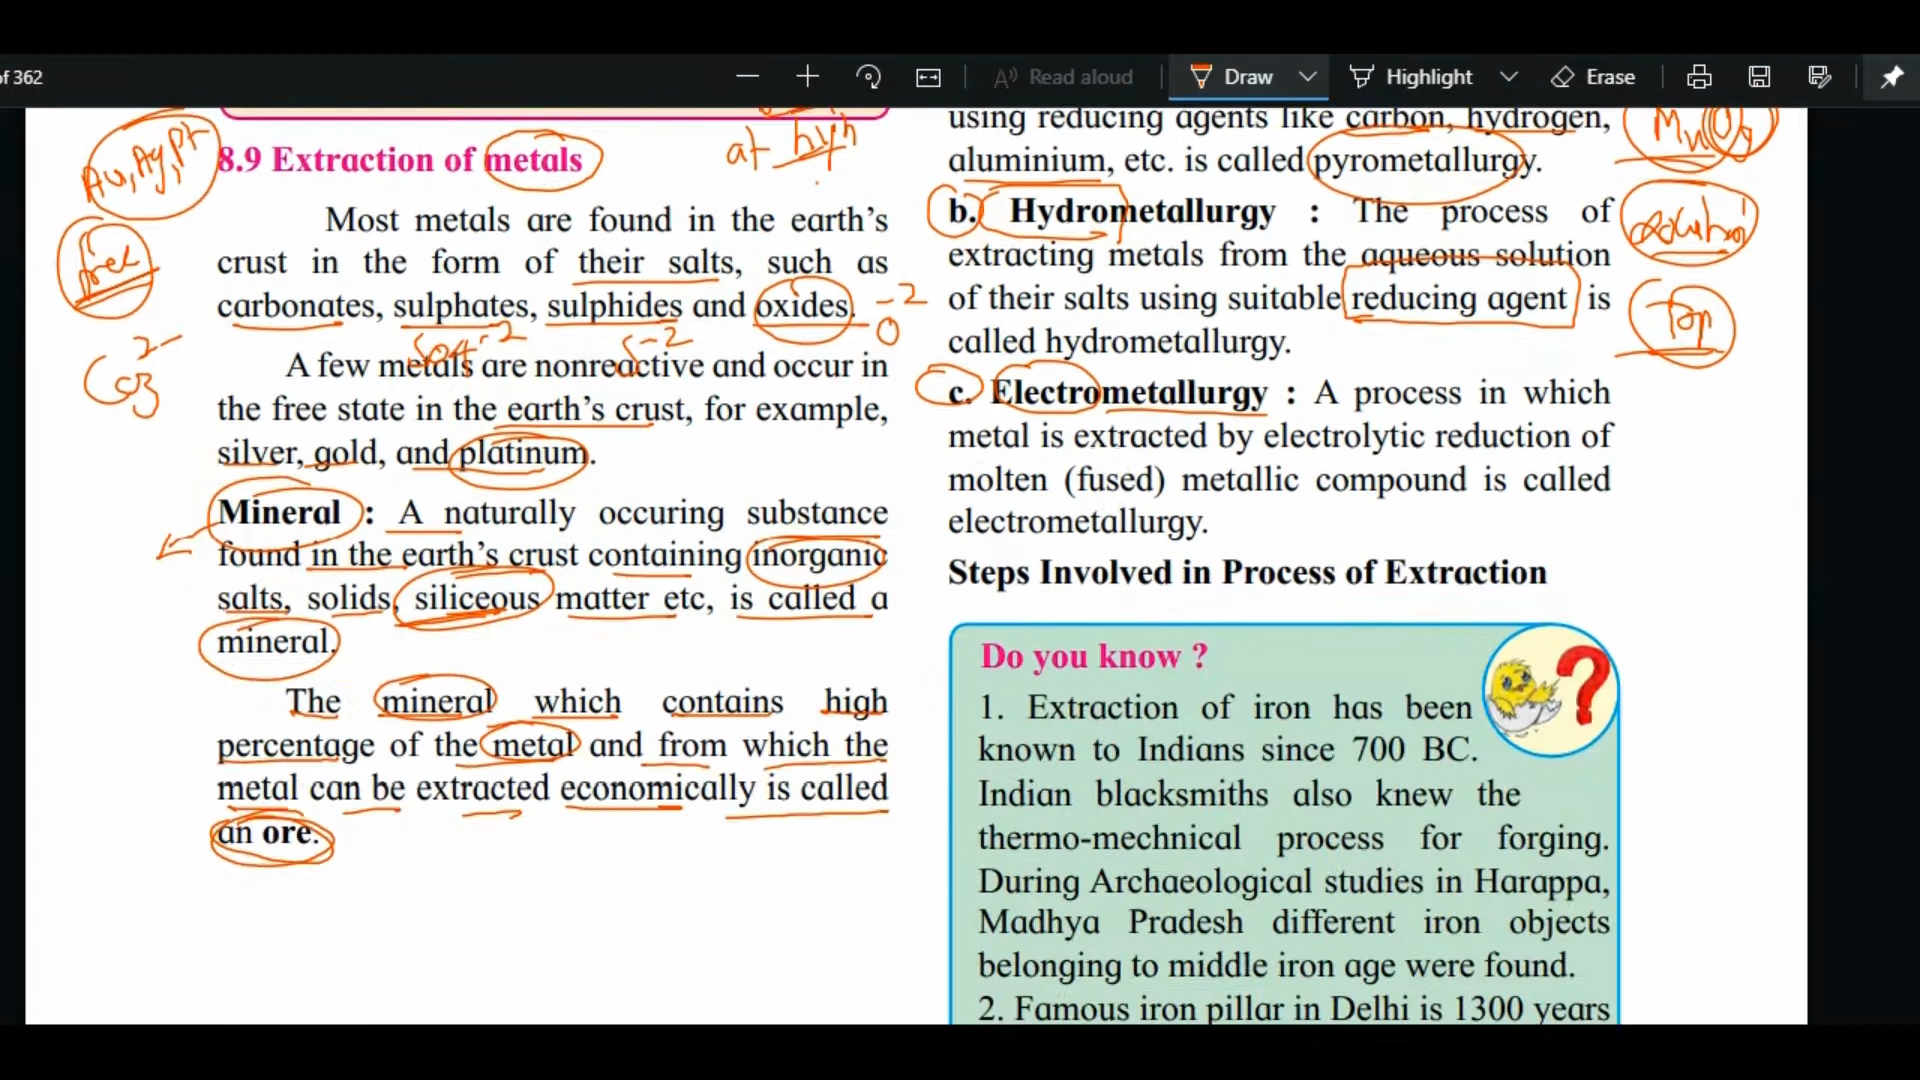 of 362
Read aloud
Draw
Highlight
Erase
at high
Au, Ag, Pt
free
8.9 Extraction of metals
Most metals are found in the earth's
crust in the form of their salts, such as
carbonates, sulphates, sulphides and oxides.
-2
O
SO4 -2
S -2
CO3 2-
A few metals are nonreactive and occur in
the free state in the earth's crust, for example,
silver, gold, and platinum.
Mineral : A naturally occuring substance
found in the earth's crust containing inorganic
salts, solids, siliceous matter etc, is called a
mineral.
The mineral which contains high
percentage of the metal and from which the
metal can be extracted economically is called
an ore.
using reducing agents like carbon, hydrogen,
aluminium, etc. is called pyrometallurgy.
b. Hydrometallurgy : The process of
extracting metals from the aqueous solution
of their salts using suitable reducing agent is
called hydrometallurgy.
c. Electrometallurgy : A process in which
metal is extracted by electrolytic reduction of
molten (fused) metallic compound is called
electrometallurgy.
Steps Involved in Process of Extraction
Do you know ?
1. Extraction of iron has been
known to Indians since 700 BC.
Indian blacksmiths also knew the
thermo-mechnical process for forging.
During Archaeological studies in Harappa,
Madhya Pradesh different iron objects
belonging to middle iron age were found.
2. Famous iron pillar in Delhi is 1300 years